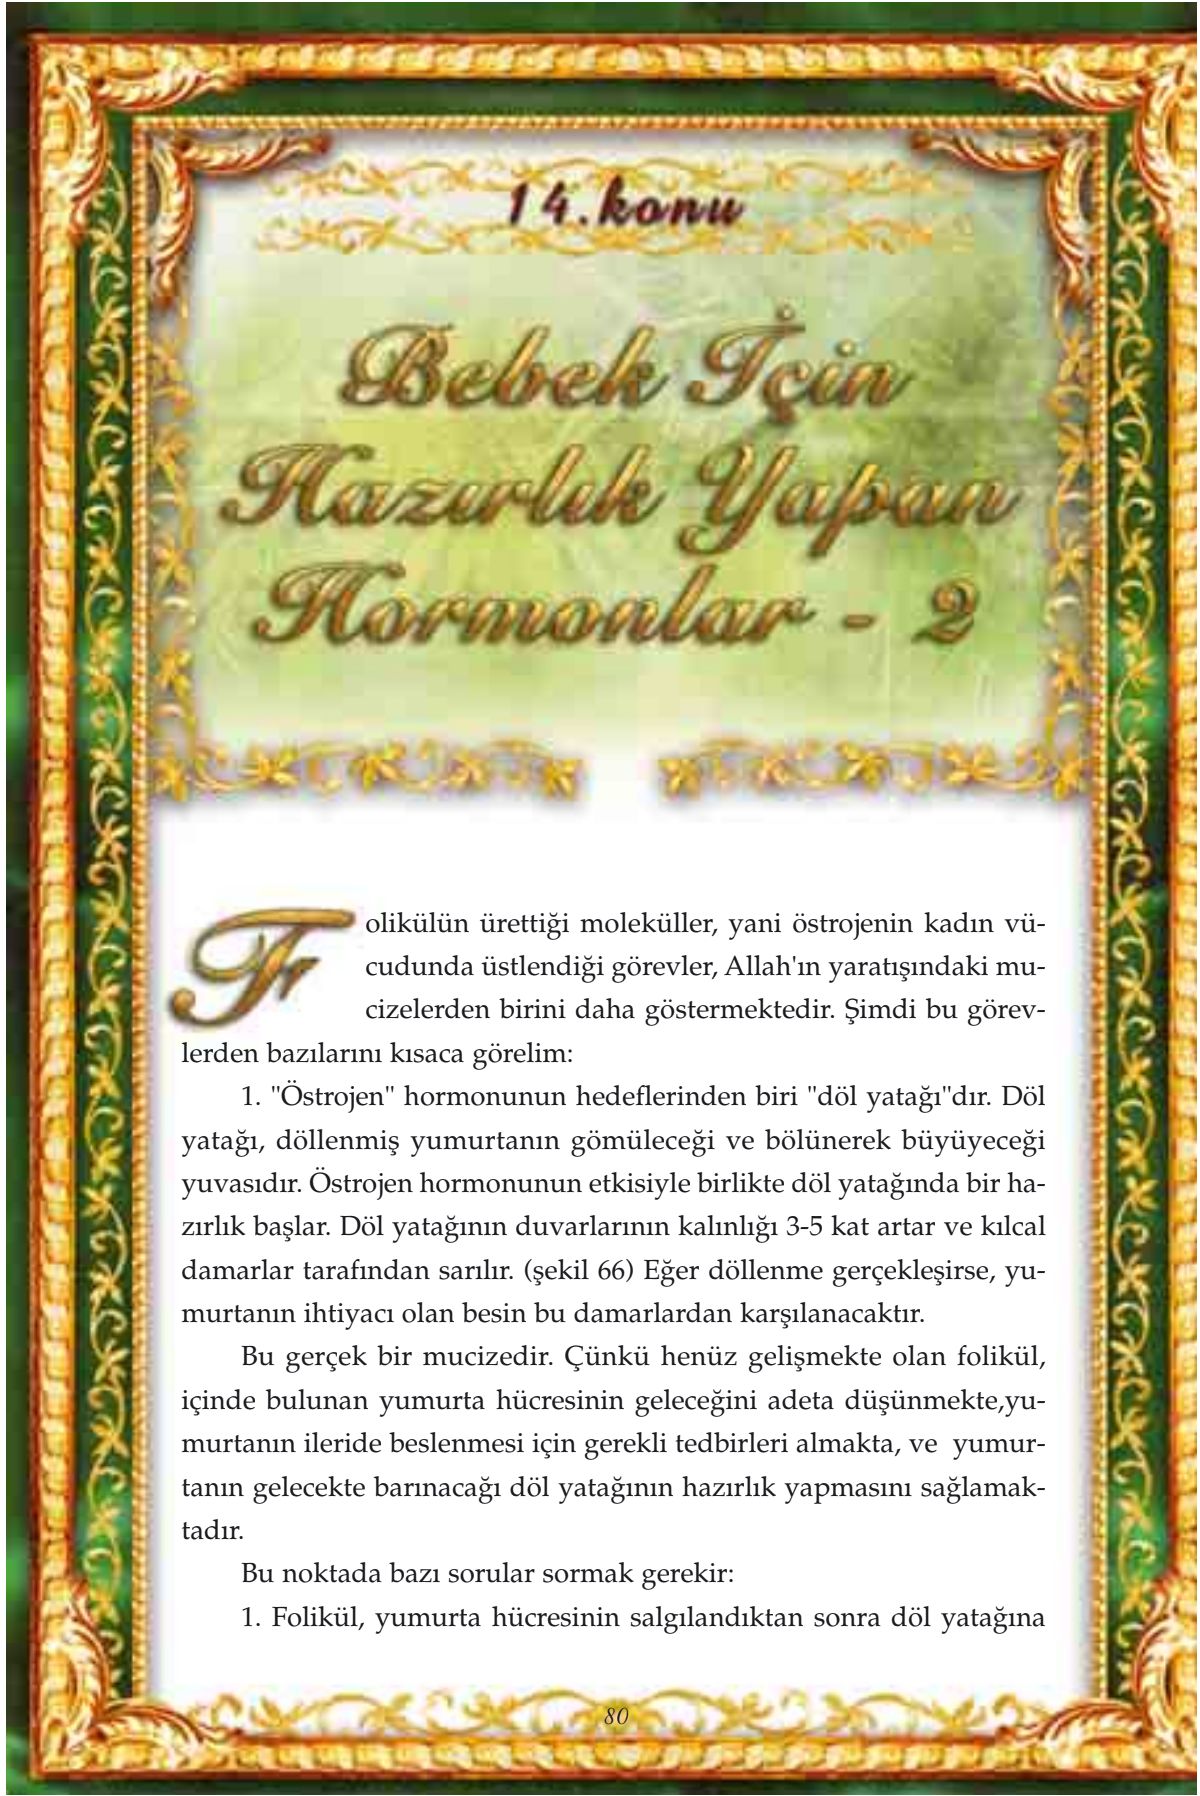 14.konu
Bebek İçin
Hazırlık Yapan
Hormonlar - 2
Folikülün ürettiği moleküller, yani östrojenin kadın vü-
cudunda üstlendiği görevler, Allah'ın yaratışındaki mu-
cizelerden birini daha göstermektedir. Şimdi bu görev-
lerden bazılarını kısaca görelim:
1. "Östrojen" hormonunun hedeflerinden biri "döl yatağı"dır. Döl
yatağı, döllenmiş yumurtanın gömüleceği ve bölünerek büyüyeceği
yuvasıdır. Östrojen hormonunun etkisiyle birlikte döl yatağında bir ha-
zırlık başlar. Döl yatağının duvarlarının kalınlığı 3-5 kat artar ve kılcal
damarlar tarafından sarılır. (şekil 66) Eğer döllenme gerçekleşirse, yu-
murtanın ihtiyacı olan besin bu damarlardan karşılanacaktır.
Bu gerçek bir mucizedir. Çünkü henüz gelişmekte olan folikül,
içinde bulunan yumurta hücresinin geleceğini adeta düşünmekte,yu-
murtanın ileride beslenmesi için gerekli tedbirleri almakta, ve  yumur-
tanın gelecekte barınacağı döl yatağının hazırlık yapmasını sağlamak-
tadır.
Bu noktada bazı sorular sormak gerekir:
1. Folikül, yumurta hücresinin salgılandıktan sonra döl yatağına
80